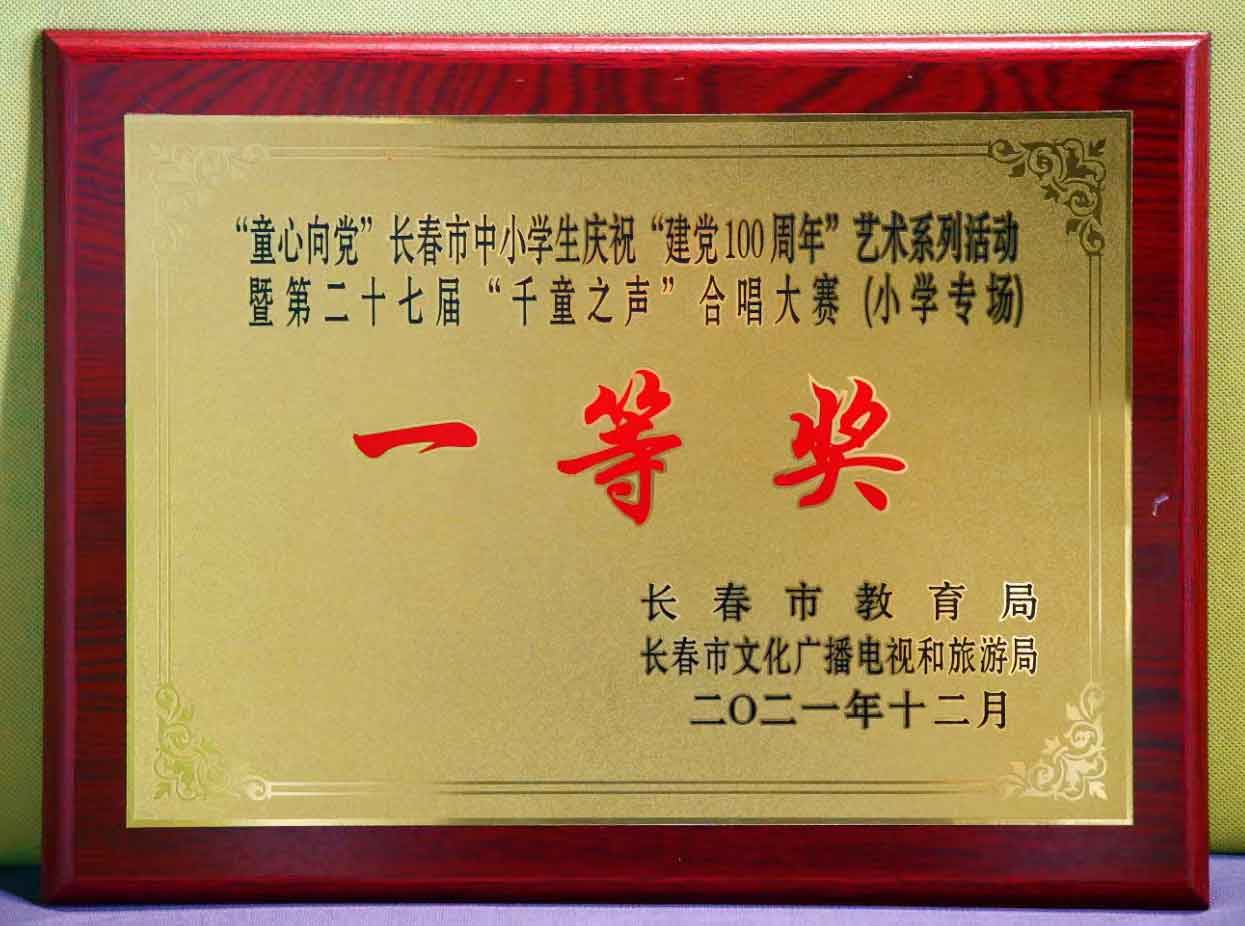 “童心向党”长春市中小学生庆祝“建党100周年”艺术系列活动
暨第二十七届“千童之声”合唱大赛(小学专场)
一等奖
长春市教育局
长春市文化广播电视和旅游局
二〇二一年十二月